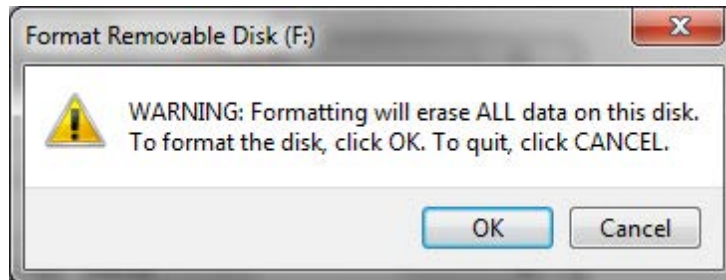 Format Removable Disk (F:)
WARNING: Formatting will erase ALL data on this disk.
To format the disk, click OK. To quit, click CANCEL.
OK
Cancel